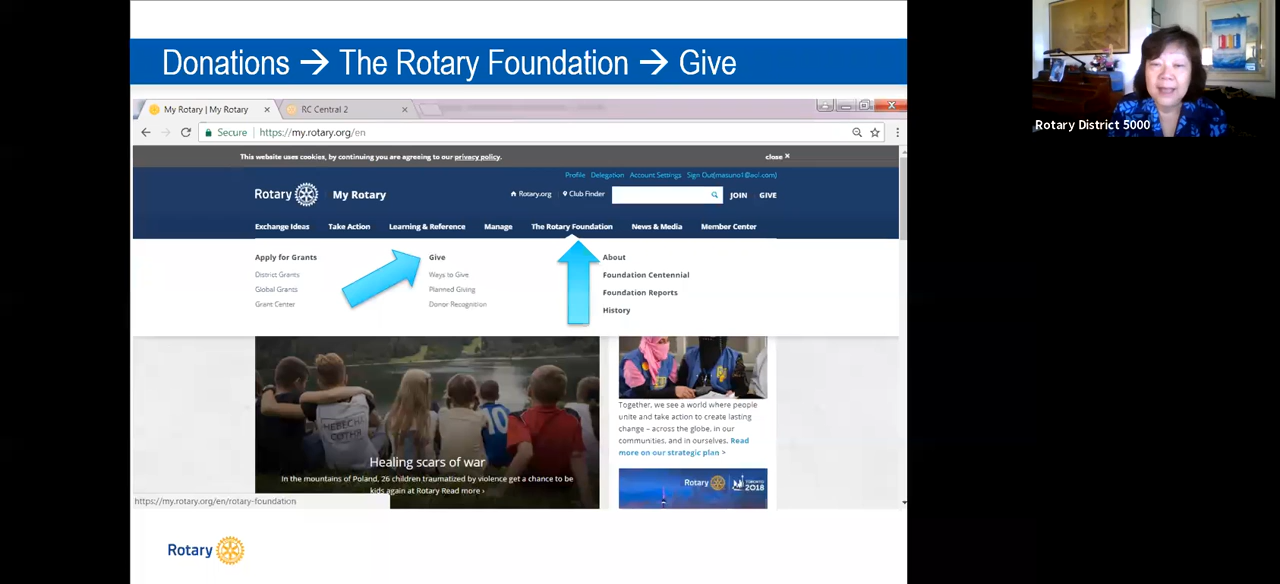 Donations → The Rotary Foundation → Give
Rotary District 5000
My Rotary | My Rotary
RC Central 2
Secure
https://my.rotary.org/en
This website uses cookies, by continuing you are agreeing to our privacy policy.
close ×
Profile Delegation Account Settings Sign Out(masuno1@aol.com)
Rotary
My Rotary
Rotary.org
Club Finder
JOIN
GIVE
Exchange Ideas
Take Action
Learning & Reference
Manage
The Rotary Foundation
News & Media
Member Center
Apply for Grants
District Grants
Global Grants
Grant Center
Give
Ways to Give
Planned Giving
Donor Recognition
About
Foundation Centennial
Foundation Reports
History
Healing scars of war
In the mountains of Poland, 26 children traumatized by violence get a chance to be
kids again at Rotary Read more ›
Together, we see a world where people
unite and take action to create lasting
change – across the globe, in our
communities, and in ourselves. Read
more on our strategic plan >
Rotary
TORONTO
2018
10
https://my.rotary.org/en/rotary-foundation
Rotary